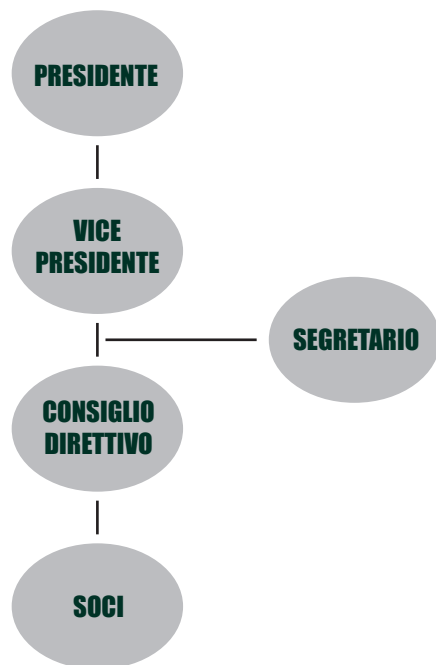 PRESIDENTE
VICE
PRESIDENTE
SEGRETARIO
CONSIGLIO
DIRETTIVO
SOCI